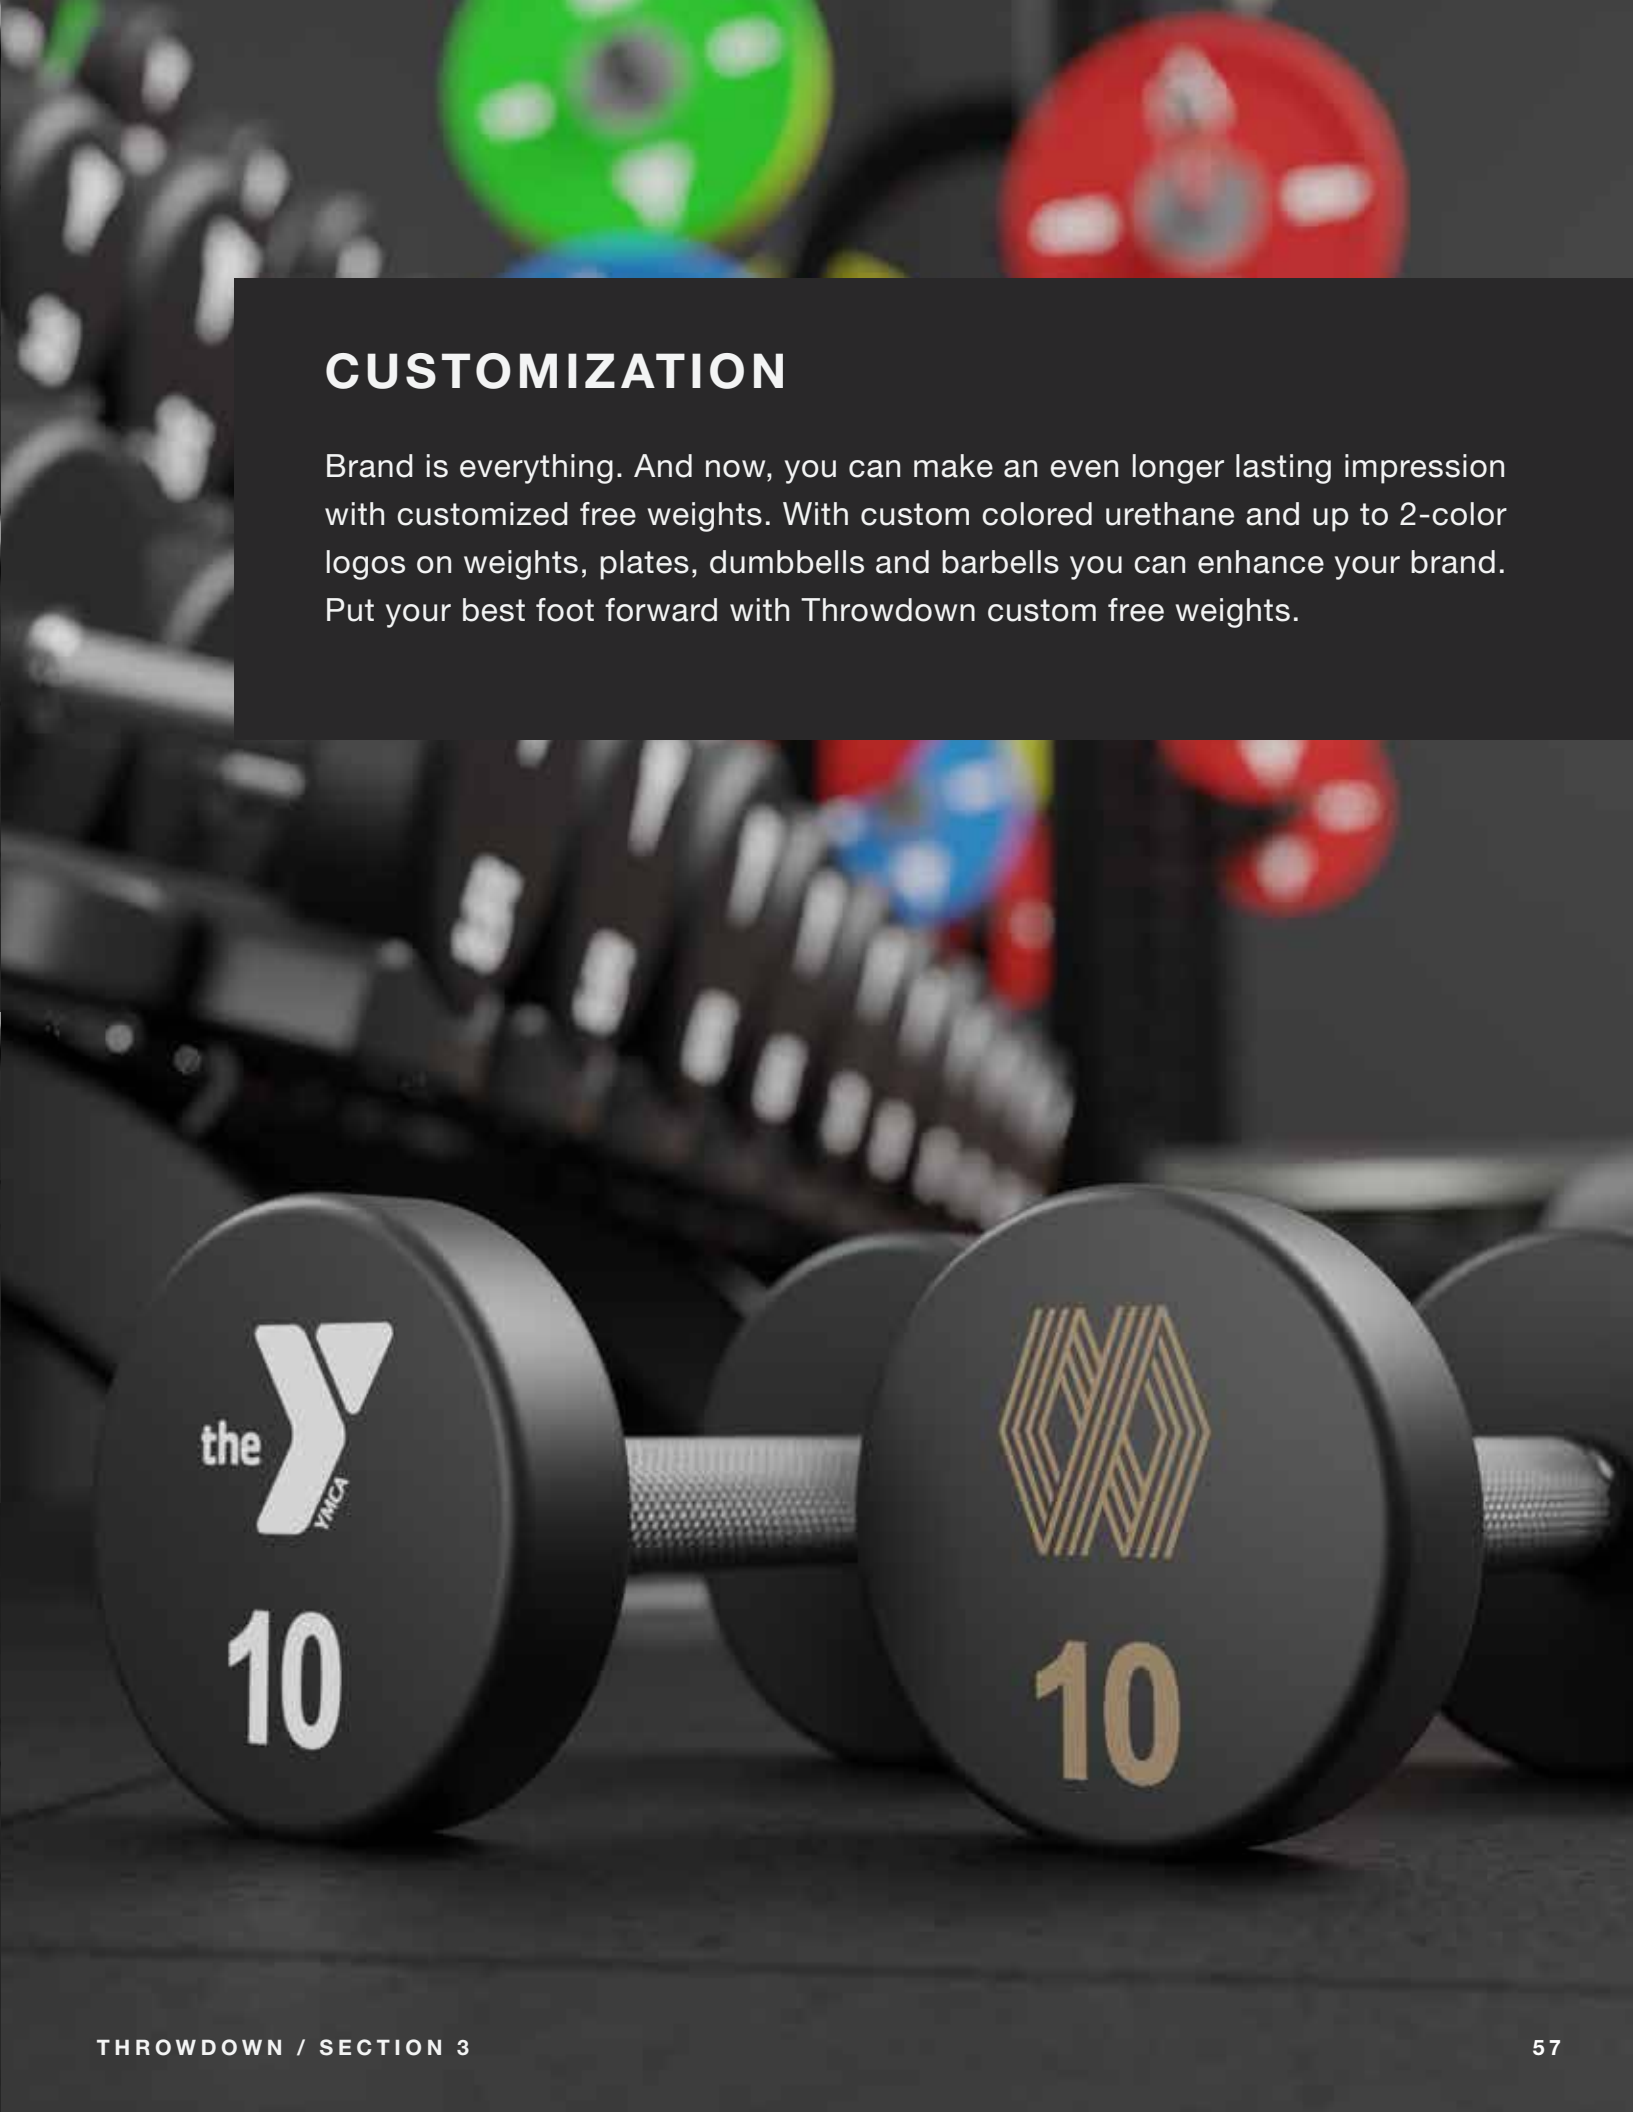 CUSTOMIZATION
Brand is everything. And now, you can make an even longer lasting impression
with customized free weights. With custom colored urethane and up to 2-color
logos on weights, plates, dumbbells and barbells you can enhance your brand.
Put your best foot forward with Throwdown custom free weights.
the
YMCA
10
10
THROWDOWN / SECTION 3
57